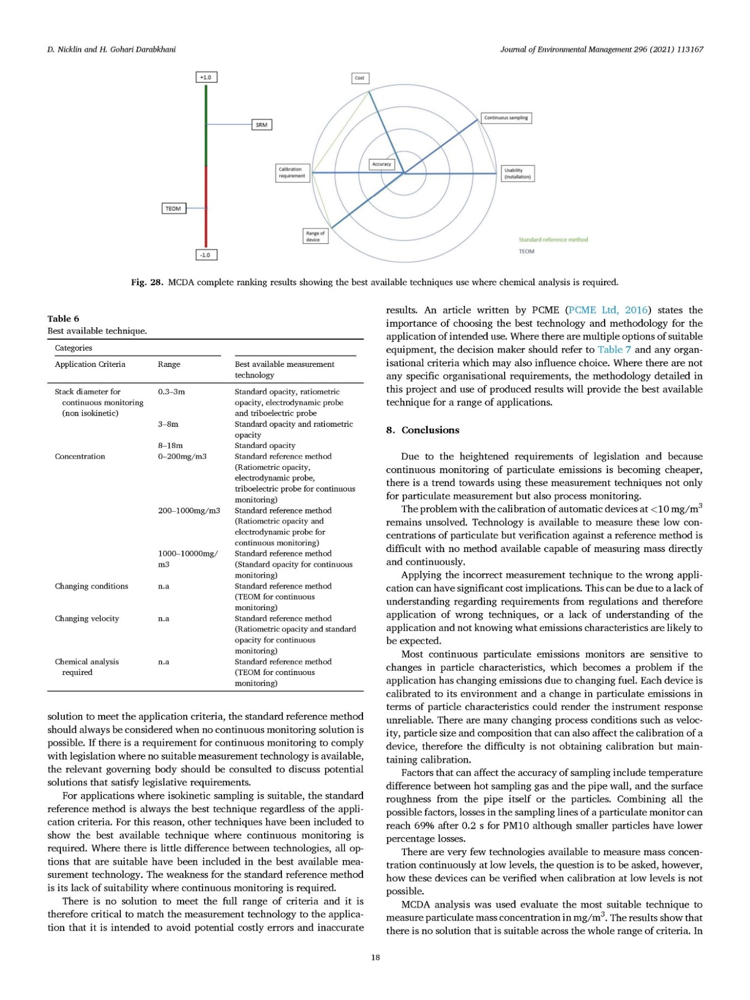 D. Nicklin and H. Gohari Darabkhani
Journal of Environmental Management 296 (2021) 113167
+1.0
SRM
TEOM
-1.0
Cost
Continuous sampling
Accuracy
Calibration
requirement
Usability
(Installation)
Range of
device
Standard reference method
TEOM
Fig. 28. MCDA complete ranking results showing the best available techniques use where chemical analysis is required.
Table 6
Best available technique.
Categories
Application Criteria
Range
Best available measurement
technology
Stack diameter for
continuous monitoring
(non isokinetic)
0.3–3m
Standard opacity, ratiometric
opacity, electrodynamic probe
and triboelectric probe
3–8m
Standard opacity and ratiometric
opacity
8–18m
Standard opacity
Concentration
0–200mg/m3
Standard reference method
(Ratiometric opacity,
electrodynamic probe,
triboelectric probe for continuous
monitoring)
200–1000mg/m3
Standard reference method
(Ratiometric opacity and
electrodynamic probe for
continuous monitoring)
1000–10000mg/
m3
Standard reference method
(Standard opacity for continuous
monitoring)
Changing conditions
n.a
Standard reference method
(TEOM for continuous
monitoring)
Changing velocity
n.a
Standard reference method
(Ratiometric opacity and standard
opacity for continuous
monitoring)
Chemical analysis
required
n.a
Standard reference method
(TEOM for continuous
monitoring)
solution to meet the application criteria, the standard reference method
should always be considered when no continuous monitoring solution is
possible. If there is a requirement for continuous monitoring to comply
with legislation where no suitable measurement technology is available,
the relevant governing body should be consulted to discuss potential
solutions that satisfy legislative requirements.
For applications where isokinetic sampling is suitable, the standard
reference method is always the best technique regardless of the appli-
cation criteria. For this reason, other techniques have been included to
show the best available technique where continuous monitoring is
required. Where there is little difference between technologies, all op-
tions that are suitable have been included in the best available mea-
surement technology. The weakness for the standard reference method
is its lack of suitability where continuous monitoring is required.
There is no solution to meet the full range of criteria and it is
therefore critical to match the measurement technology to the applica-
tion that it is intended to avoid potential costly errors and inaccurate
results. An article written by PCME (PCME Ltd, 2016) states the
importance of choosing the best technology and methodology for the
application of intended use. Where there are multiple options of suitable
equipment, the decision maker should refer to Table 7 and any organ-
isational criteria which may also influence choice. Where there are not
any specific organisational requirements, the methodology detailed in
this project and use of produced results will provide the best available
technique for a range of applications.
8. Conclusions
Due to the heightened requirements of legislation and because
continuous monitoring of particulate emissions is becoming cheaper,
there is a trend towards using these measurement techniques not only
for particulate measurement but also process monitoring.
The problem with the calibration of automatic devices at <10 mg/m³
remains unsolved. Technology is available to measure these low con-
centrations of particulate but verification against a reference method is
difficult with no method available capable of measuring mass directly
and continuously.
Applying the incorrect measurement technique to the wrong appli-
cation can have significant cost implications. This can be due to a lack of
understanding regarding requirements from regulations and therefore
application of wrong techniques, or a lack of understanding of the
application and not knowing what emissions characteristics are likely to
be expected.
Most continuous particulate emissions monitors are sensitive to
changes in particle characteristics, which becomes a problem if the
application has changing emissions due to changing fuel. Each device is
calibrated to its environment and a change in particulate emissions in
terms of particle characteristics could render the instrument response
unreliable. There are many changing process conditions such as veloc-
ity, particle size and composition that can also affect the calibration of a
device, therefore the difficulty is not obtaining calibration but main-
taining calibration.
Factors that can affect the accuracy of sampling include temperature
difference between hot sampling gas and the pipe wall, and the surface
roughness from the pipe itself or the particles. Combining all the
possible factors, losses in the sampling lines of a particulate monitor can
reach 69% after 0.2 s for PM10 although smaller particles have lower
percentage losses.
There are very few technologies available to measure mass concen-
tration continuously at low levels, the question is to be asked, however,
how these devices can be verified when calibration at low levels is not
possible.
MCDA analysis was used evaluate the most suitable technique to
measure particulate mass concentration in mg/m³. The results show that
there is no solution that is suitable across the whole range of criteria. In
18